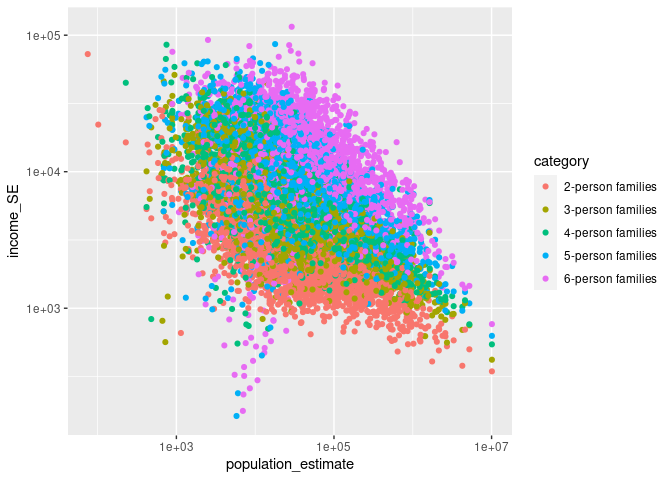 1e+05
1e+04
1e+03
income_SE
1e+03
1e+05
1e+07
population_estimate
category
2-person families
3-person families
4-person families
5-person families
6-person families